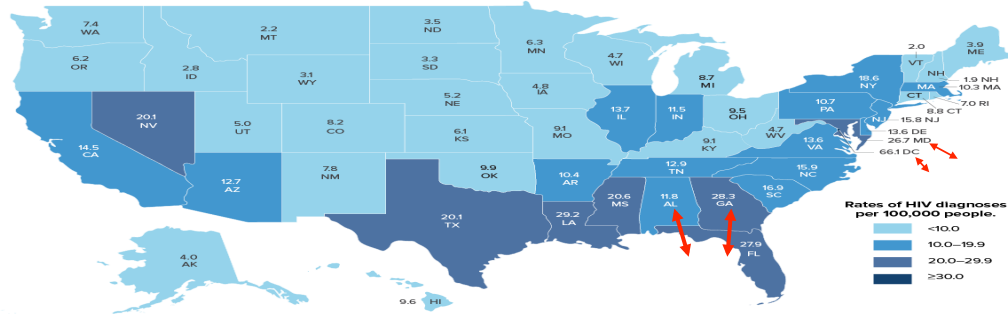 7.4
WA
6.2
OR
2.8
ID
2.2
MT
3.5
ND
3.3
SD
3.1
WY
6.3
MN
4.7
WI
4.8
IA
5.2
NE
8.7
MI
2.0
VT
3.9
ME
NH
1.9 NH
MA
10.3 MA
CT
7.0 RI
8.8 CT
18.6
NY
10.7
PA
NJ
15.8 NJ
13.6 DE
26.7 MD
66.1 DC
20.1
NV
14.5
CA
5.0
UT
8.2
CO
6.1
KS
9.1
MO
13.7
IL
11.5
IN
9.5
OH
4.7
WV
13.6
VA
9.1
KY
12.7
AZ
7.8
NM
9.9
OK
10.4
AR
12.9
TN
15.9
NC
16.9
SC
20.1
TX
29.2
LA
20.6
MS
11.8
AL
28.3
GA
27.9
FL
4.0
AK
9.6 HI
Rates of HIV diagnoses
per 100,000 people.
<10.0
10.0–19.9
20.0–29.9
≥30.0